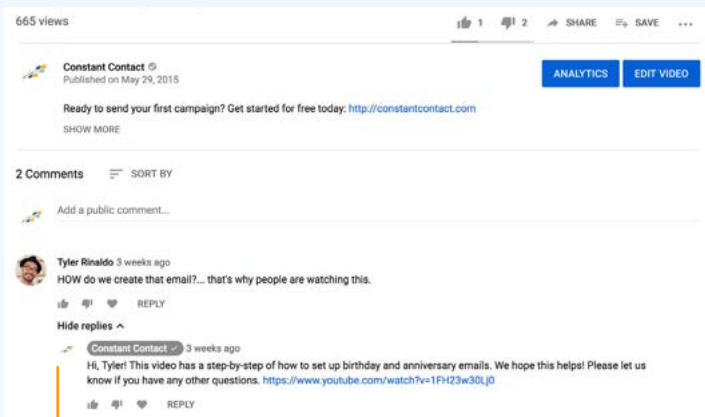 665 views
1 2 SHARE SAVE
Constant Contact
Published on May 29, 2015
ANALYTICS EDIT VIDEO
Ready to send your first campaign? Get started for free today: http://constantcontact.com
SHOW MORE
2 Comments SORT BY
Add a public comment...
Tyler Rinaldo 3 weeks ago
HOW do we create that email?... that's why people are watching this.
REPLY
Hide replies
Constant Contact 3 weeks ago
Hi, Tyler! This video has a step-by-step of how to set up birthday and anniversary emails. We hope this helps! Please let us
know if you have any other questions. https://www.youtube.com/watch?v=1FH23w30Lj0
REPLY